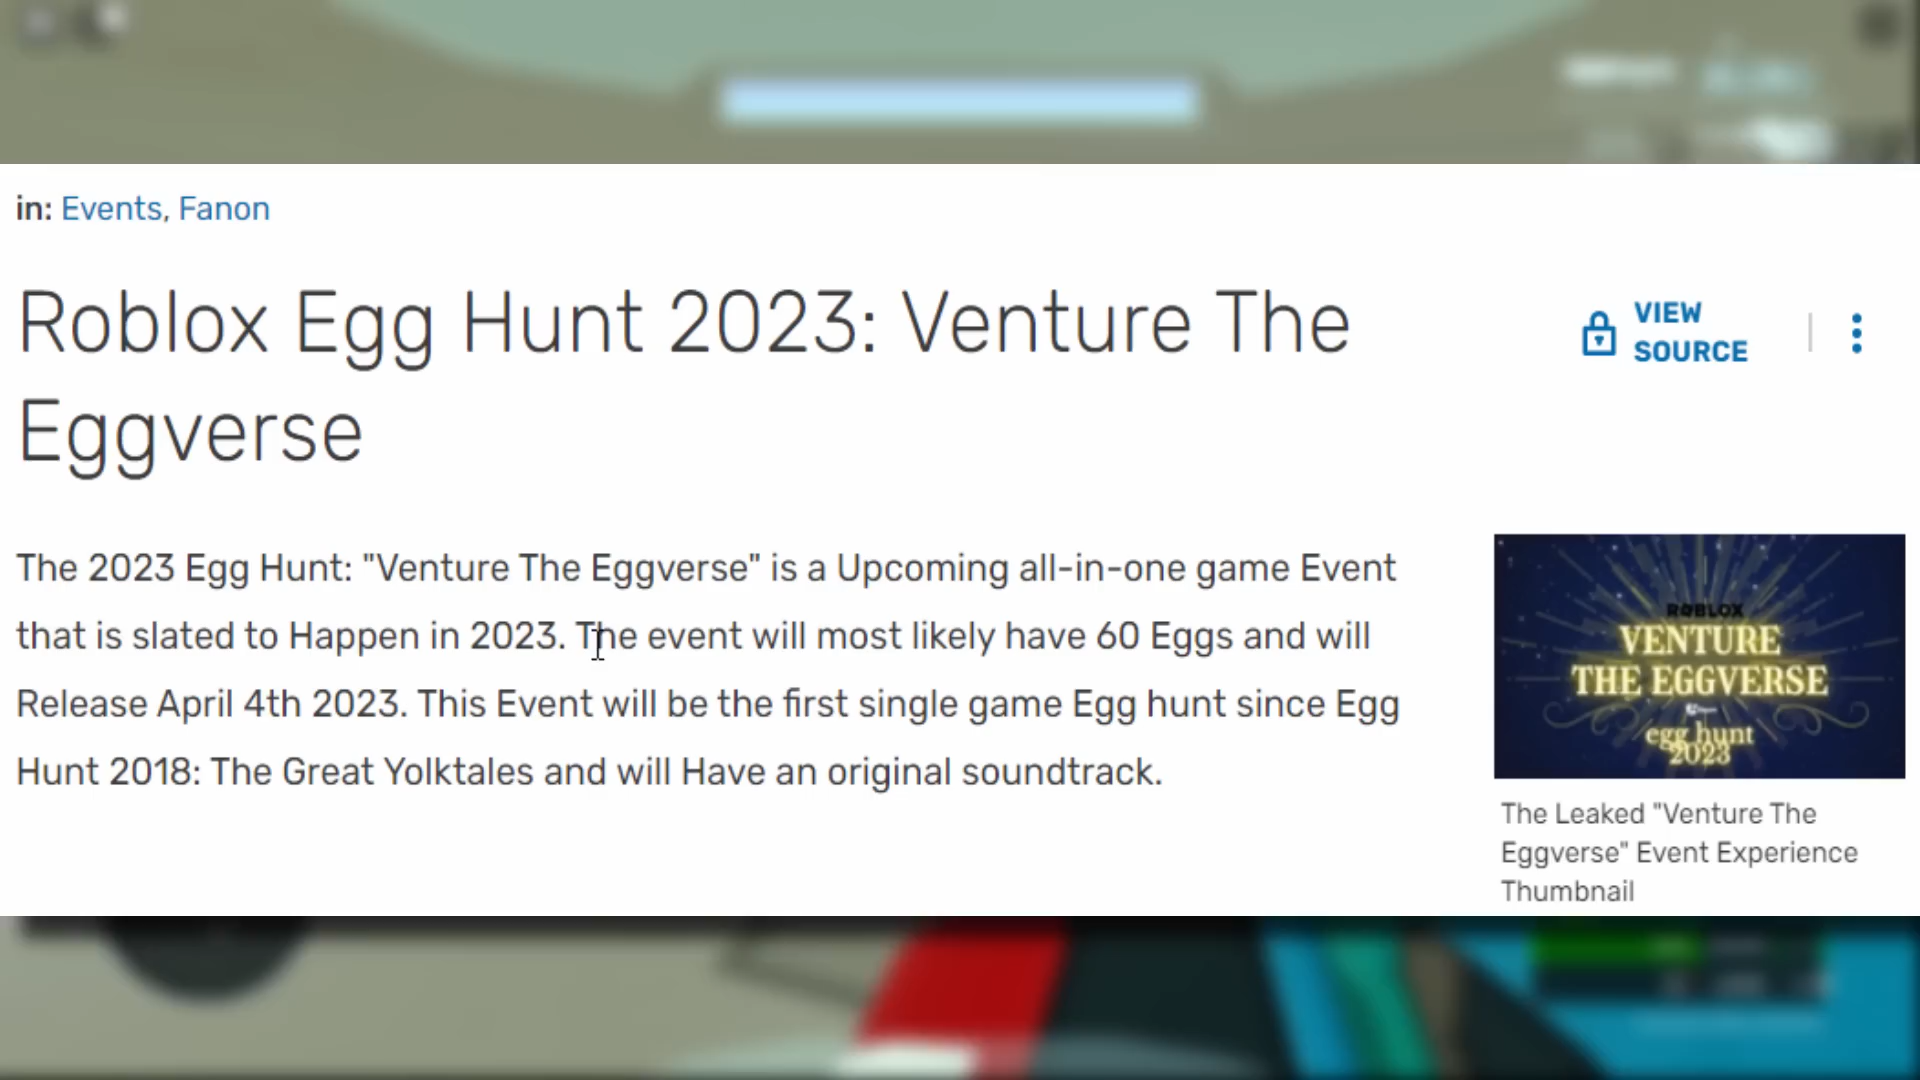 in: Events, Fanon
Roblox Egg Hunt 2023: Venture The
Eggverse
VIEW
SOURCE
The 2023 Egg Hunt: "Venture The Eggverse" is a Upcoming all-in-one game Event
that is slated to Happen in 2023. The event will most likely have 60 Eggs and will
Release April 4th 2023. This Event will be the first single game Egg hunt since Egg
Hunt 2018: The Great Yolktales and will Have an original soundtrack.
ROBLOX
VENTURE
THE EGGVERSE
egg hunt
2023
The Leaked "Venture The
Eggverse" Event Experience
Thumbnail